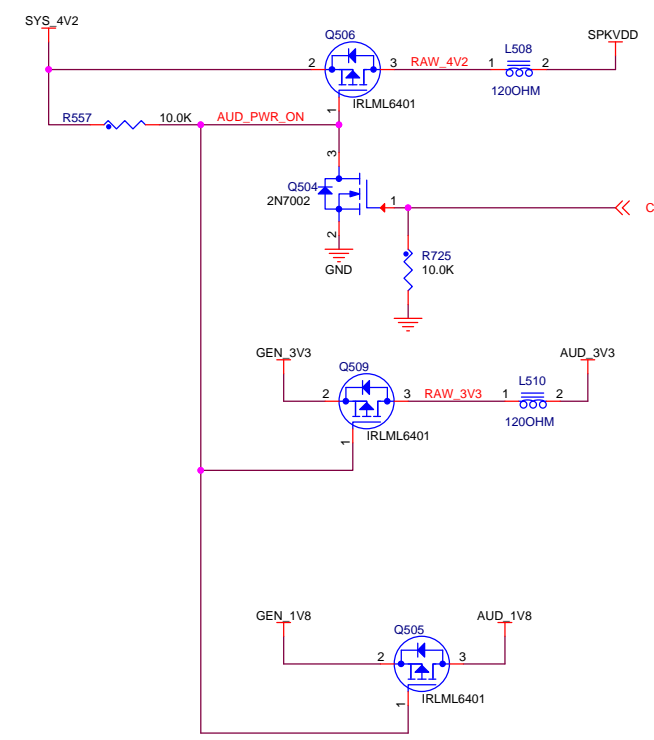 SYS_4V2
Q506
L508
SPKVDD
2
3
RAW_4V2
1
2
120OHM
1
IRLML6401
R557
10.0K
AUD_PWR_ON
3
Q504
2N7002
1
C
2
GND
R725
10.0K
GEN_3V3
Q509
L510
AUD_3V3
2
3
RAW_3V3
1
2
120OHM
1
IRLML6401
GEN_1V8
Q505
AUD_1V8
2
3
1
IRLML6401